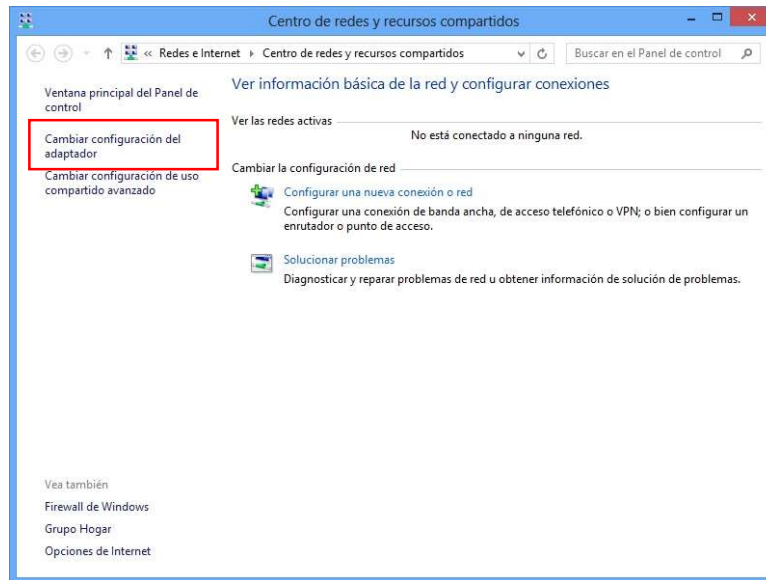 Centro de redes y recursos compartidos
« Redes e Internet ▸ Centro de redes y recursos compartidos
Buscar en el Panel de control
Ventana principal del Panel de
control
Cambiar configuración del
adaptador
Cambiar configuración de uso
compartido avanzado
Ver información básica de la red y configurar conexiones
Ver las redes activas
No está conectado a ninguna red.
Cambiar la configuración de red
Configurar una nueva conexión o red
Configurar una conexión de banda ancha, de acceso telefónico o VPN; o bien configurar un
enrutador o punto de acceso.
Solucionar problemas
Diagnosticar y reparar problemas de red u obtener información de solución de problemas.
Vea también
Firewall de Windows
Grupo Hogar
Opciones de Internet